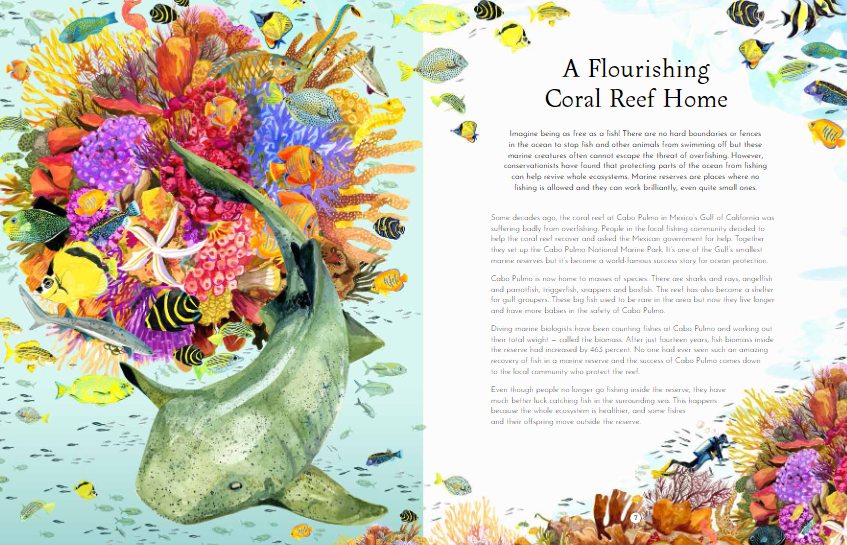 A Flourishing
Coral Reef Home
Imagine being as free as a fish! There are no hard boundaries or fences
in the ocean to stop fish and other animals from swimming off but these
marine creatures often cannot escape the threat of overfishing. However,
conservationists have found that protecting parts of the ocean from fishing
can help revive whole ecosystems. Marine reserves are places where no
fishing is allowed and they can work brilliantly, even quite small ones.
Some decades ago, the coral reef at Cabo Pulmo in Mexico's Gulf of California was
suffering badly from overfishing. People in the local fishing community decided to
help the coral reef recover and asked the Mexican government for help. Together
they set up the Cabo Pulmo National Marine Park. It's one of the Gulf's smallest
marine reserves but it's become a world-famous success story for ocean protection.
Cabo Pulmo is now home to masses of species. There are sharks and rays, angelfish
and parrotfish, triggerfish, snappers and boxfish. The reef has also become a shelter
for gulf groupers. These big fish used to be rare in the area but now they live longer
and have more babies in the safety of Cabo Pulmo.
Diving marine biologists have been counting fishes at Cabo Pulmo and working out
their total weight – called the biomass. After just fourteen years, fish biomass inside
the reserve had increased by 463 percent. No one had ever seen such an amazing
recovery of fish in a marine reserve and the success of Cabo Pulmo comes down
to the local community who protect the reef.
Even though people no longer go fishing inside the reserve, they have
much better luck catching fish in the surrounding sea. This happens
because the whole ecosystem is healthier, and some fishes
and their offspring move outside the reserve.
7